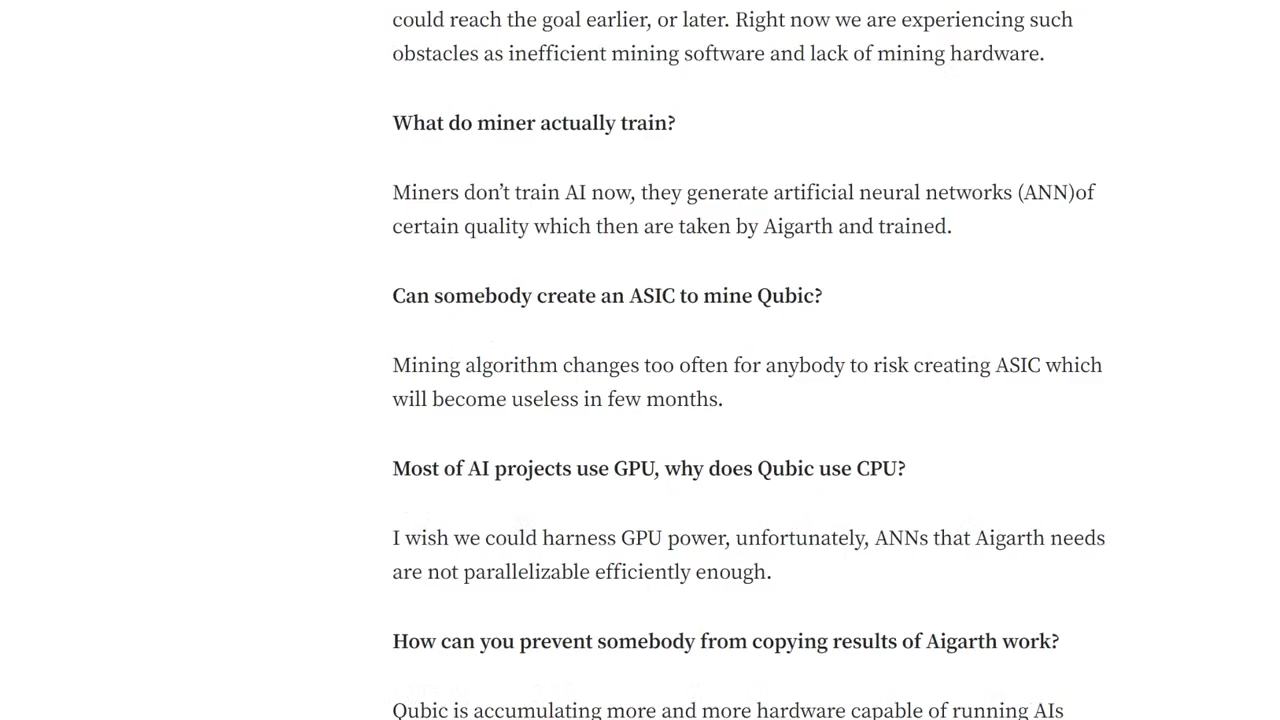 could reach the goal earlier, or later. Right now we are experiencing such
obstacles as inefficient mining software and lack of mining hardware.
What do miner actually train?
Miners don’t train AI now, they generate artificial neural networks (ANN)of
certain quality which then are taken by Aigarth and trained.
Can somebody create an ASIC to mine Qubic?
Mining algorithm changes too often for anybody to risk creating ASIC which
will become useless in few months.
Most of AI projects use GPU, why does Qubic use CPU?
I wish we could harness GPU power, unfortunately, ANNs that Aigarth needs
are not parallelizable efficiently enough.
How can you prevent somebody from copying results of Aigarth work?
Qubic is accumulating more and more hardware capable of running AIs